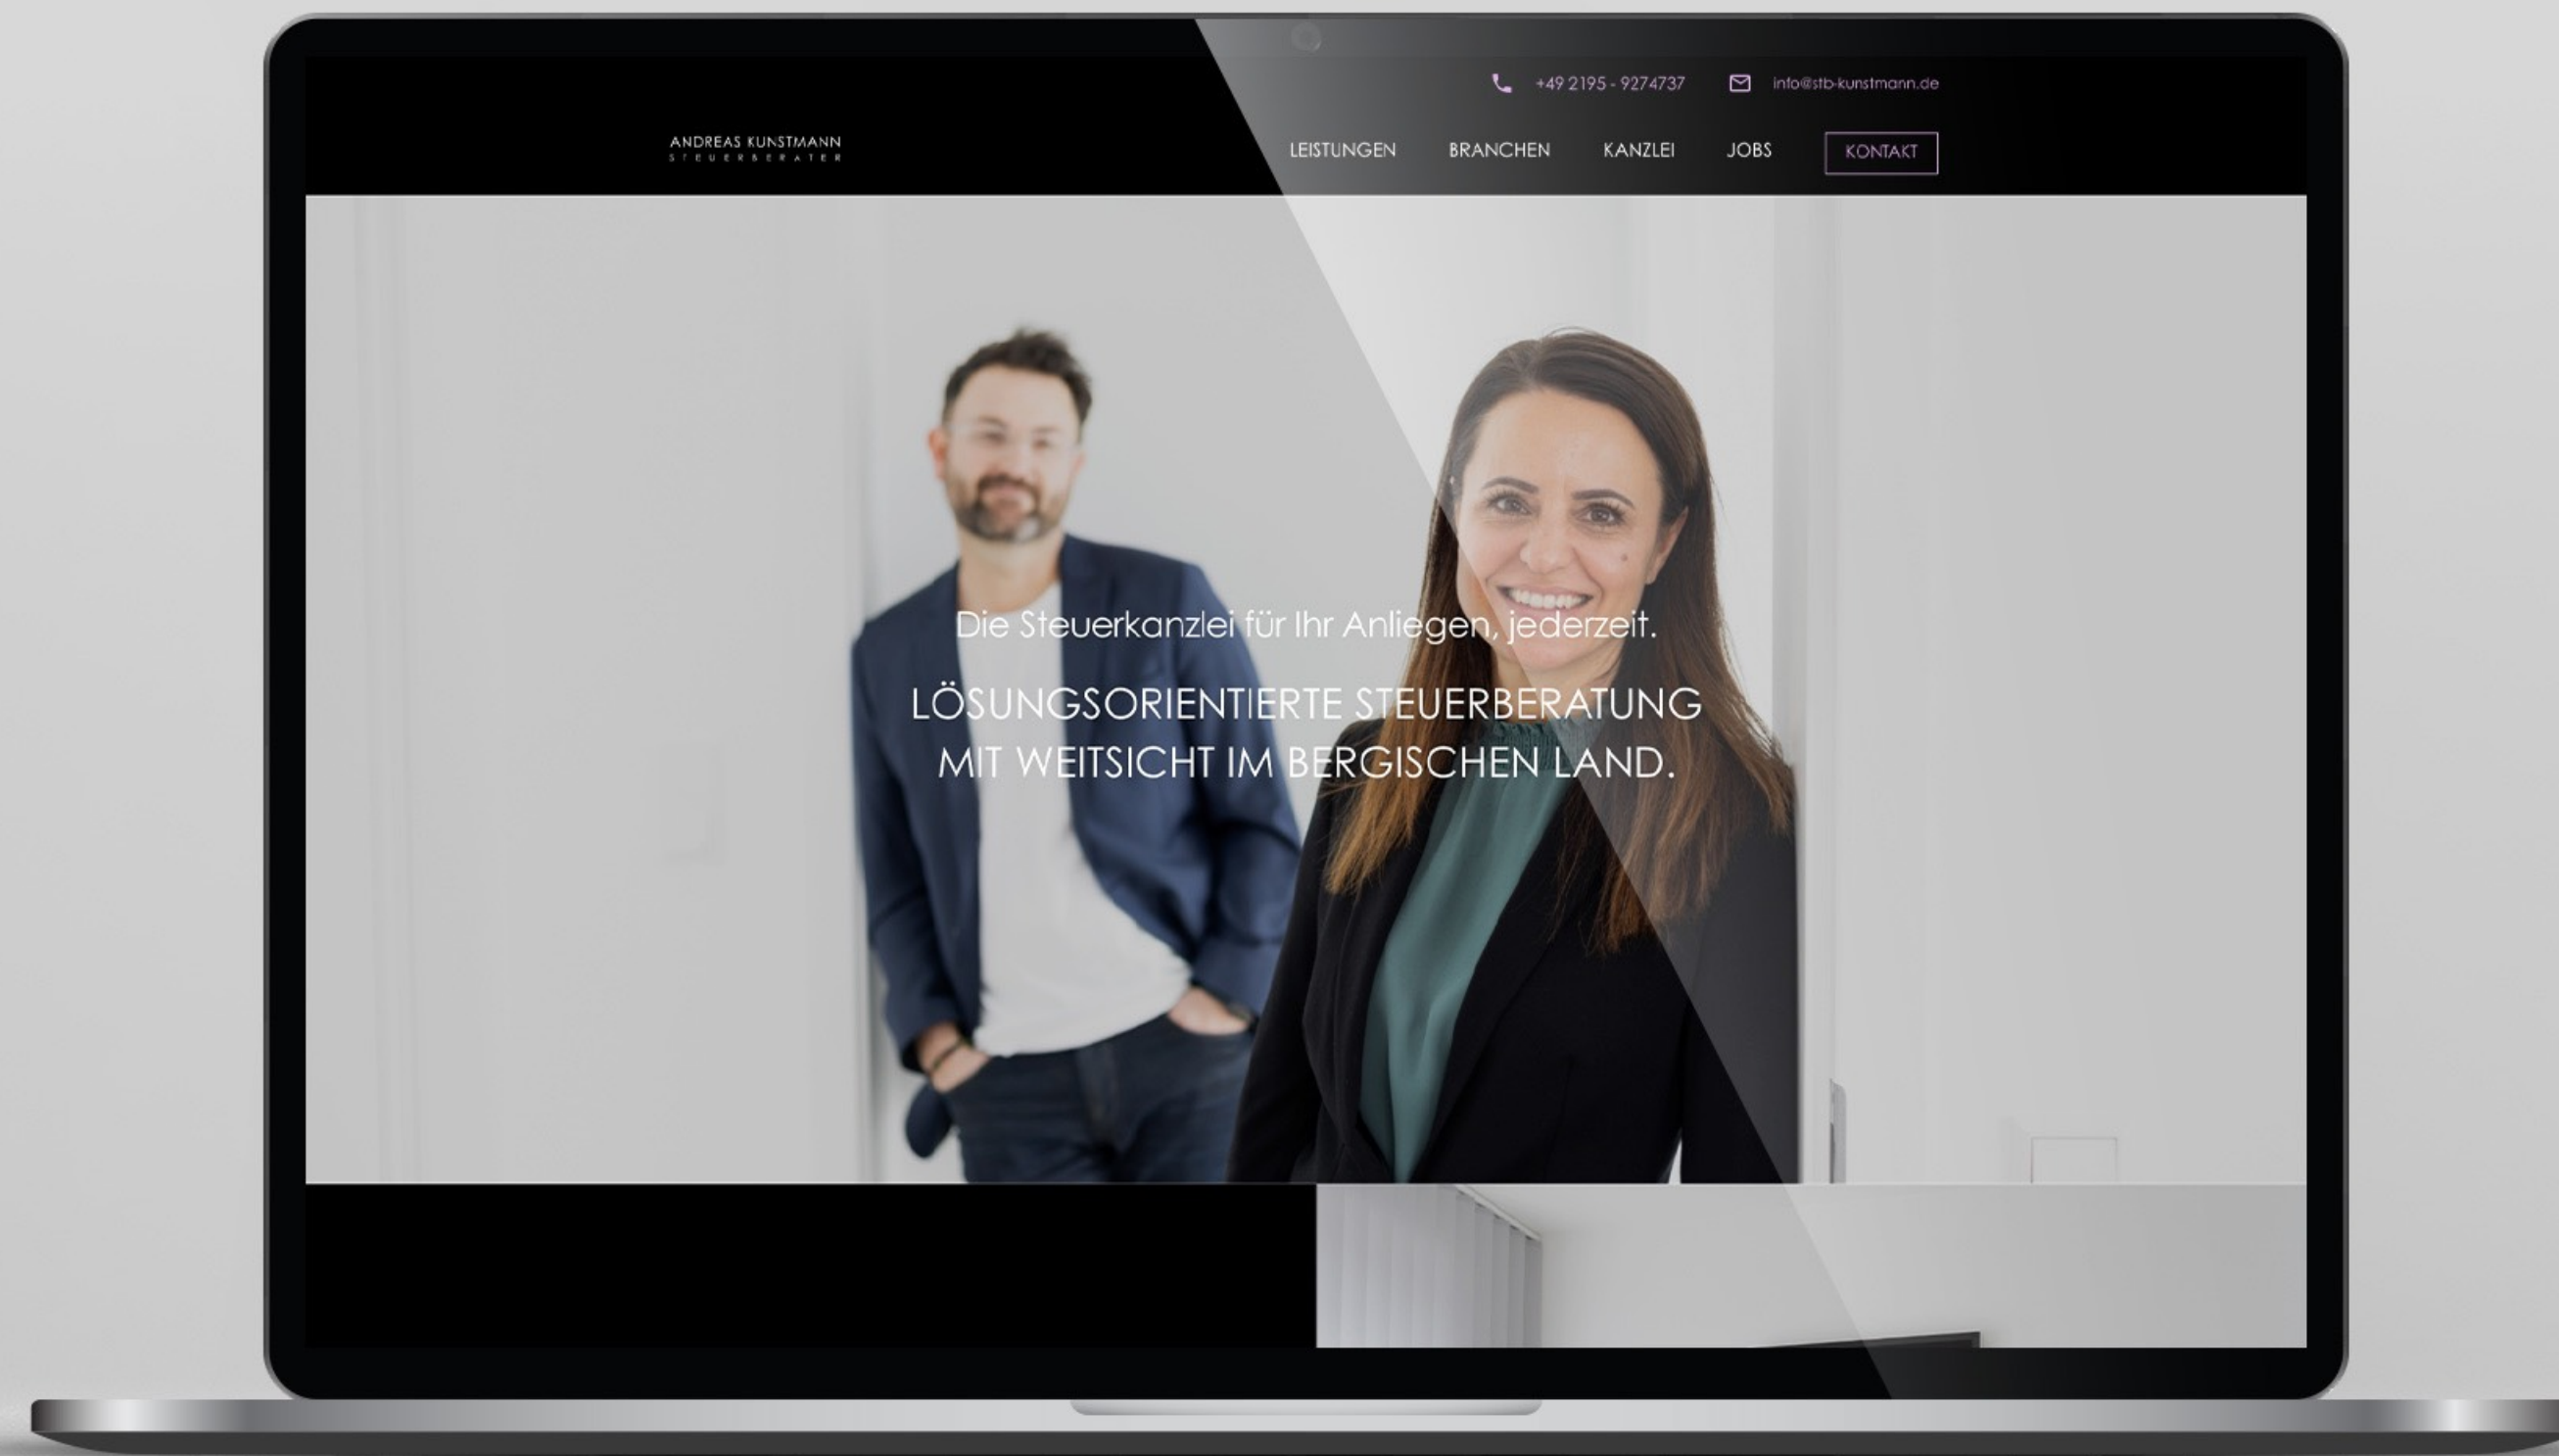 +49 2195 - 9274737 info@stb-kunstmann.de
ANDREAS KUNSTMANN
STEUERBERATER
LEISTUNGEN BRANCHEN KANZLEI JOBS KONTAKT
Die Steuerkanzlei für Ihr Anliegen, jederzeit.
LÖSUNGSORIENTIERTE STEUERBERATUNG
MIT WEITSICHT IM BERGISCHEN LAND.